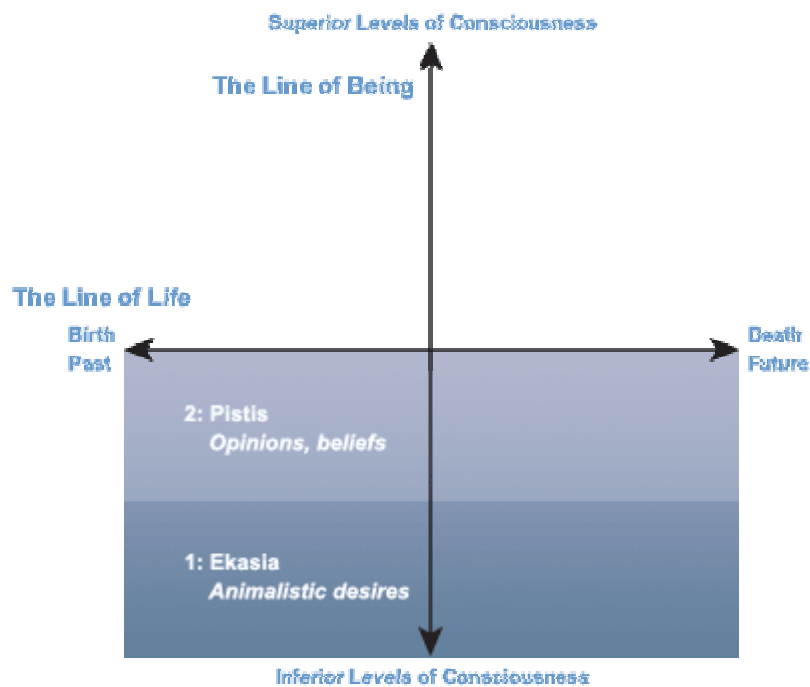 Superior Levels of Consciousness
The Line of Being
The Line of Life
Birth
Past
Death
Future
2: Pistis
Opinions, beliefs
1: Ekasia
Animalistic desires
Inferior Levels of Consciousness